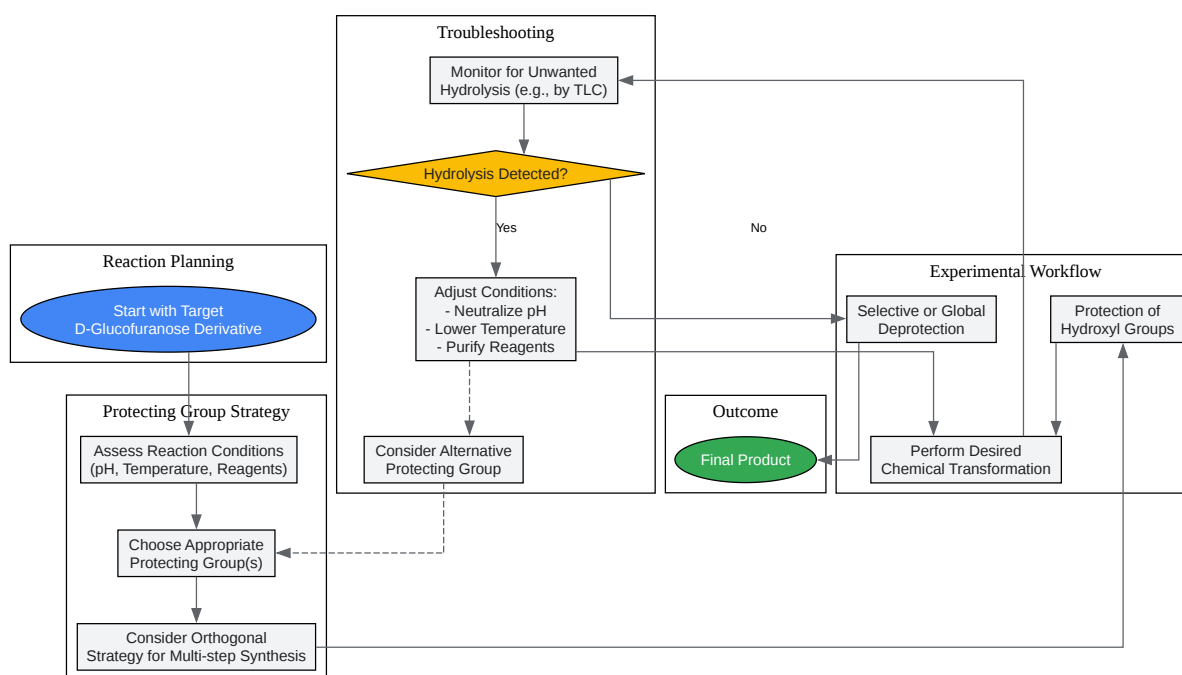 Troubleshooting
Monitor for Unwanted
Hydrolysis (e.g., by TLC)
Hydrolysis Detected?
Yes
No
Reaction Planning
Start with Target
D-Glucofuranose Derivative
Adjust Conditions:
- Neutralize pH
- Lower Temperature
- Purify Reagents
Experimental Workflow
Selective or Global
Deprotection
Protection of
Hydroxyl Groups
Protecting Group Strategy
Assess Reaction Conditions
(pH, Temperature, Reagents)
Consider Alternative
Protecting Group
Outcome
Final Product
Perform Desired
Chemical Transformation
Choose Appropriate
Protecting Group(s)
Consider Orthogonal
Strategy for Multi-step Synthesis